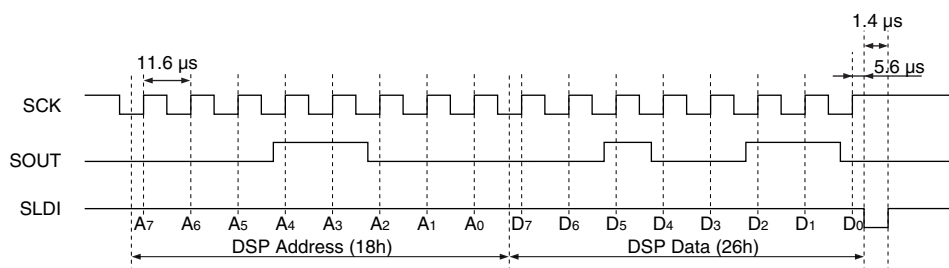 1.4 µs
11.6 µs
5.6 µs
SCK
SOUT
SLDI
A7 A6 A5 A4 A3 A2 A1 A0 D7 D6 D5 D4 D3 D2 D1 D0
DSP Address (18h) DSP Data (26h)